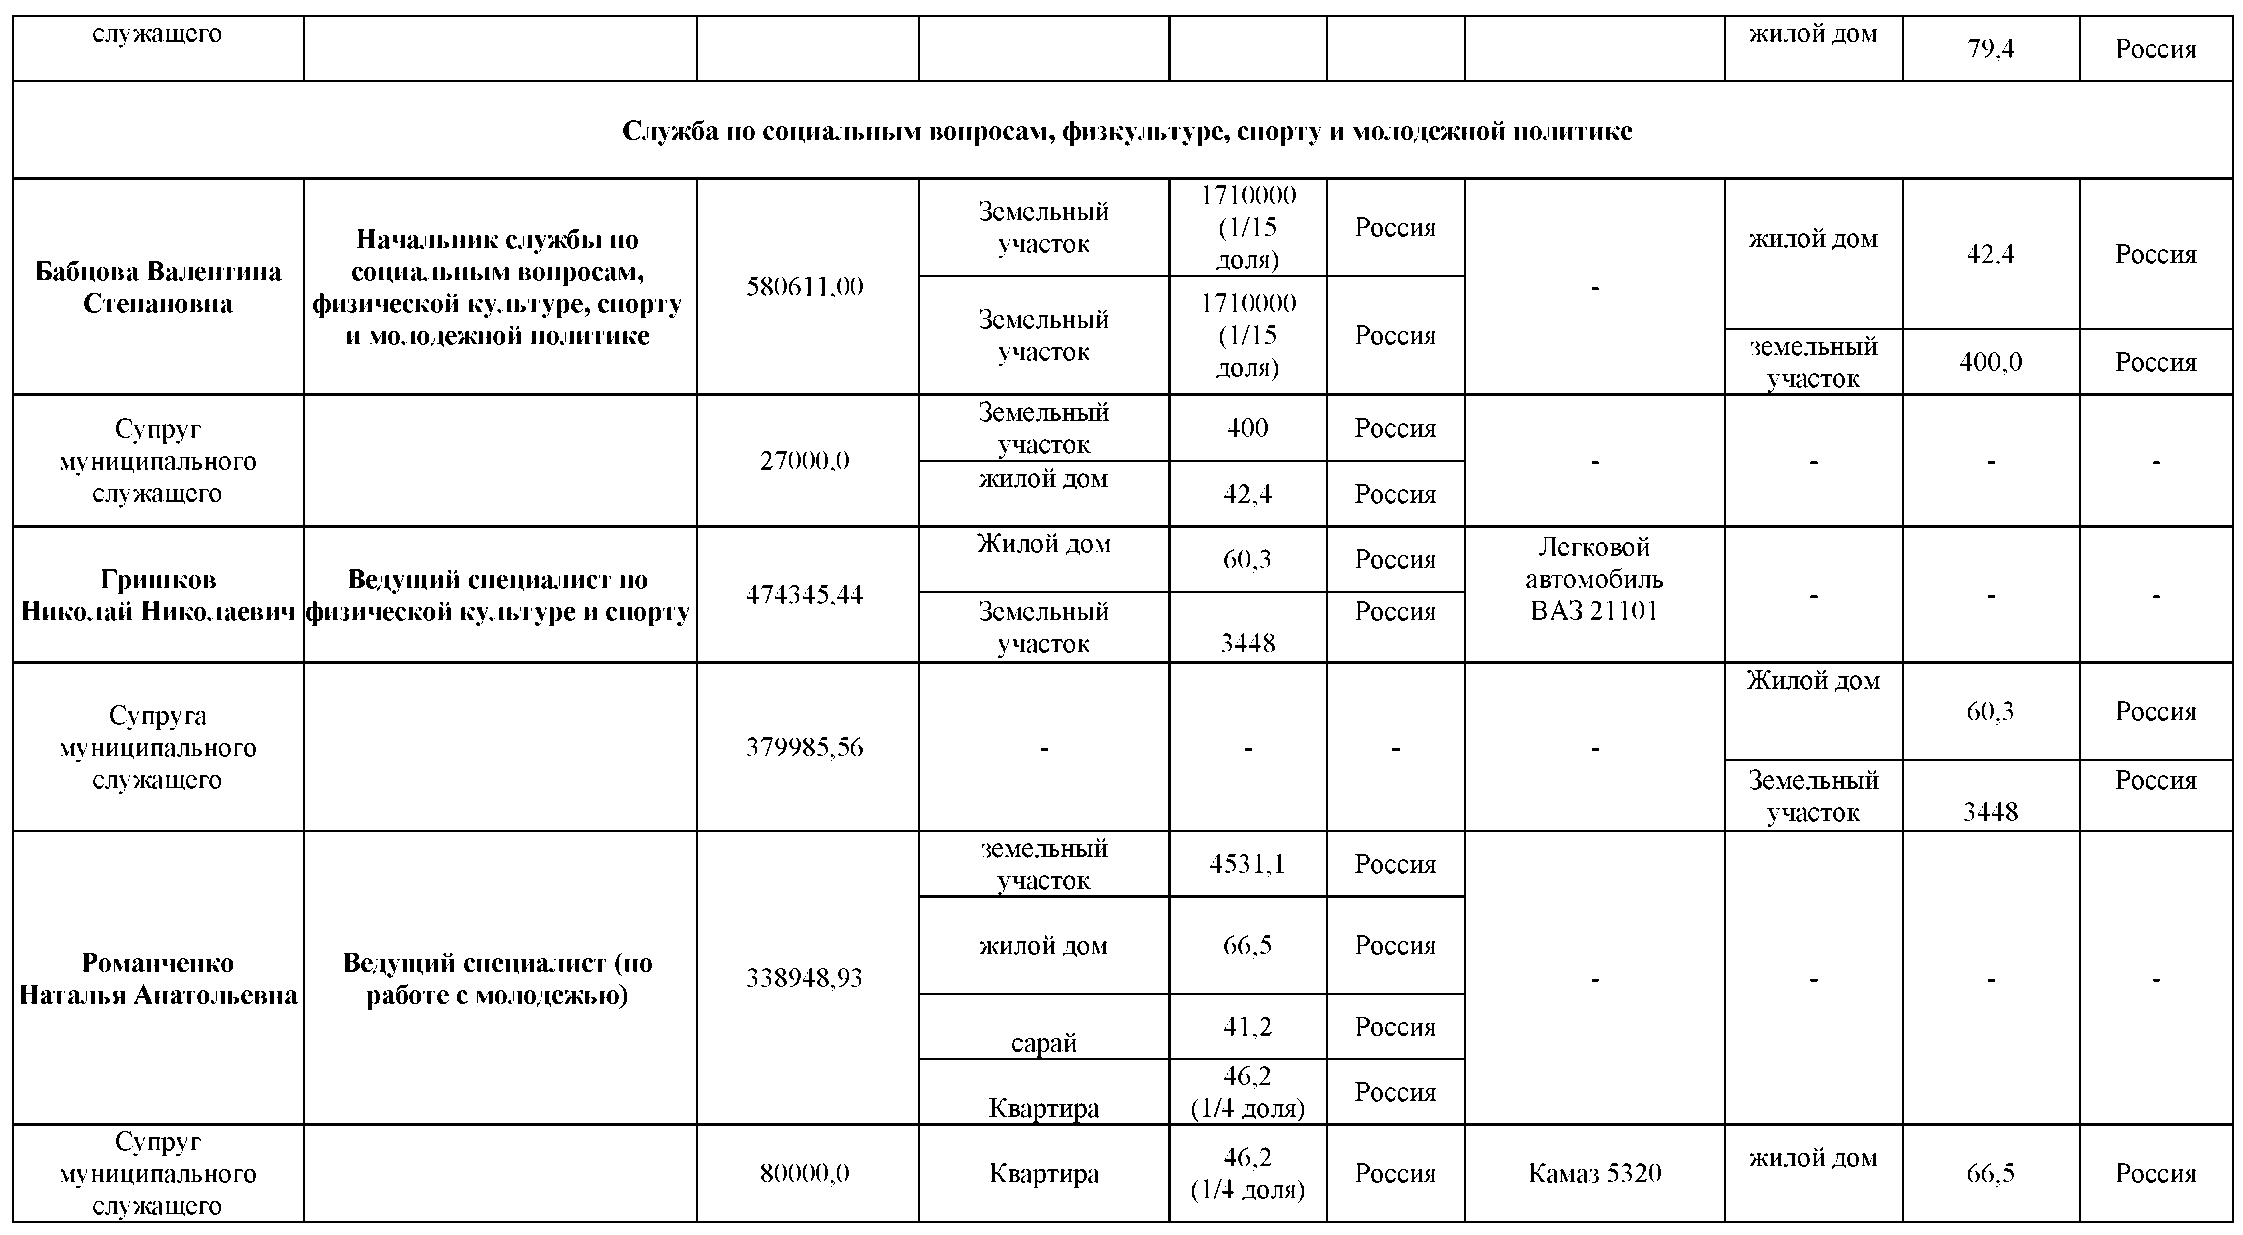 служащего
жилой дом
79,4
Россия
Служба по социальным вопросам, физкультуре, спорту и молодежной политике
Бабцова Валентина
Степановна
Начальник службы по
социальным вопросам,
физической культуре, спорту
и молодежной политике
580611,00
Земельный
участок
1710000
(1/15
доля)
Россия
Земельный
участок
1710000
(1/15
доля)
Россия
-
жилой дом
42,4
Россия
земельный
участок
400,0
Россия
Супруг
муниципального
служащего
27000,0
Земельный
участок
400
Россия
жилой дом
42,4
Россия
-
-
-
-
Гришков
Николай Николаевич
Ведущий специалист по
физической культуре и спорту
474345,44
Жилой дом
60,3
Россия
Земельный
участок
3448
Россия
Легковой
автомобиль
ВАЗ 21101
-
-
-
Супруга
муниципального
служащего
379985,56
-
-
-
-
Жилой дом
60,3
Россия
Земельный
участок
3448
Россия
Романченко
Наталья Анатольевна
Ведущий специалист (по
работе с молодежью)
338948,93
земельный
участок
4531,1
Россия
жилой дом
66,5
Россия
сарай
41,2
Россия
Квартира
46,2
(1/4 доля)
Россия
-
-
-
-
Супруг
муниципального
служащего
80000,0
Квартира
46,2
(1/4 доля)
Россия
Камаз 5320
жилой дом
66,5
Россия